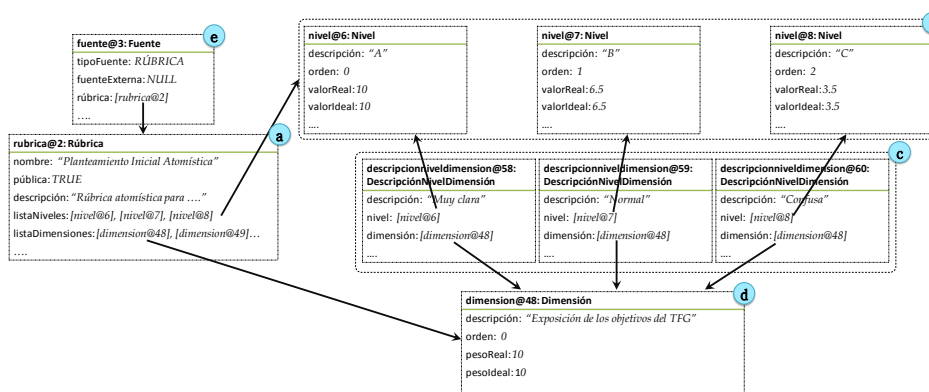 e
fuente@3: Fuente
tipoFuente: RÚBRICA
fuenteExterna: NULL
rúbrica: [rubrica@2]
….
a
rubrica@2: Rúbrica
nombre: “Planteamiento Inicial Atomística”
pública: TRUE
descripción: “Rúbrica atomística para ….”
listaNiveles: [nivel@6], [nivel@7], [nivel@8]
listaDimensiones: [dimension@48], [dimension@49]…
….
nivel@6: Nivel
descripción: “A”
orden: 0
valorReal: 10
valorIdeal: 10
....
nivel@7: Nivel
descripción: “B”
orden: 1
valorReal: 6.5
valorIdeal: 6.5
....
nivel@8: Nivel
descripción: “C”
orden: 2
valorReal: 3.5
valorIdeal: 3.5
....
c
descripcionniveldimension@58:
DescripciónNivelDimensión
descripción: “Muy clara”
nivel: [nivel@6]
dimensión: [dimension@48]
....
descripcionniveldimension@59:
DescripciónNivelDimensión
descripción: “Normal”
nivel: [nivel@7]
dimensión: [dimension@48]
....
descripcionniveldimension@60:
DescripciónNivelDimensión
descripción: “Confusa”
nivel: [nivel@8]
dimensión: [dimension@48]
....
d
dimension@48: Dimensión
descripción: “Exposición de los objetivos del TFG”
orden: 0
pesoReal: 10
pesoIdeal: 10